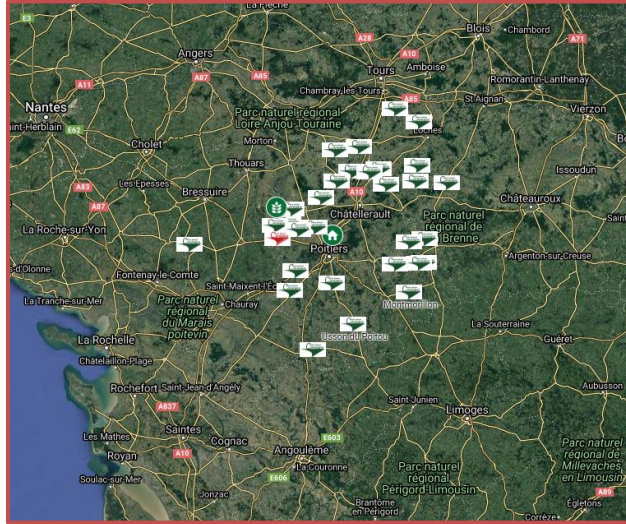 La Flèche
E3
A28
Blois
Chambord
A10
A71
Angers
Tours
Amboise
A87
A85
Romorantin-Lanthenay
A11
Chambray-lès-Tours
A85
St Aignan
Nantes
Vierzon
aint-Herblain
E62
Parc naturel
régional
Loire-Anjou-Touraine
Loches
Cholet
Morton
Thouars
Issoudun
A83
Les Epesses
Bressuire
A10
Châteauroux
A87
Châtellerault
Parc naturel
La Roche-sur-Yon
Brenne
Poitiers
Argenton-sur-Creuse
s-d'Olonne
Fontenay-le-Comte
Saint-Maixent-l'Éc
La Tranche-sur-Mer
Parc naturel
régional
du Marais
poitevin
Chauray
Montmorillon
La Souterraine
La Rochelle
Usson du Poitou
Guéret
Châtelaillon-Plage
Rochefort
Saint-Jean-d'Angély
Aubusson
Saint-Junien
A837
Limoges
Les Mathes
Saintes
Cognac
E603
Parc naturel
régional de
Millevaches
en Limousin
Royan
A10
Angoulême
Parc naturel
régional
Périgord-Limousin
La Couronne
Soulac-sur-Mer
E606
A89
Jonzac
Brantôme
en Périgord
Égletons
Corrèze